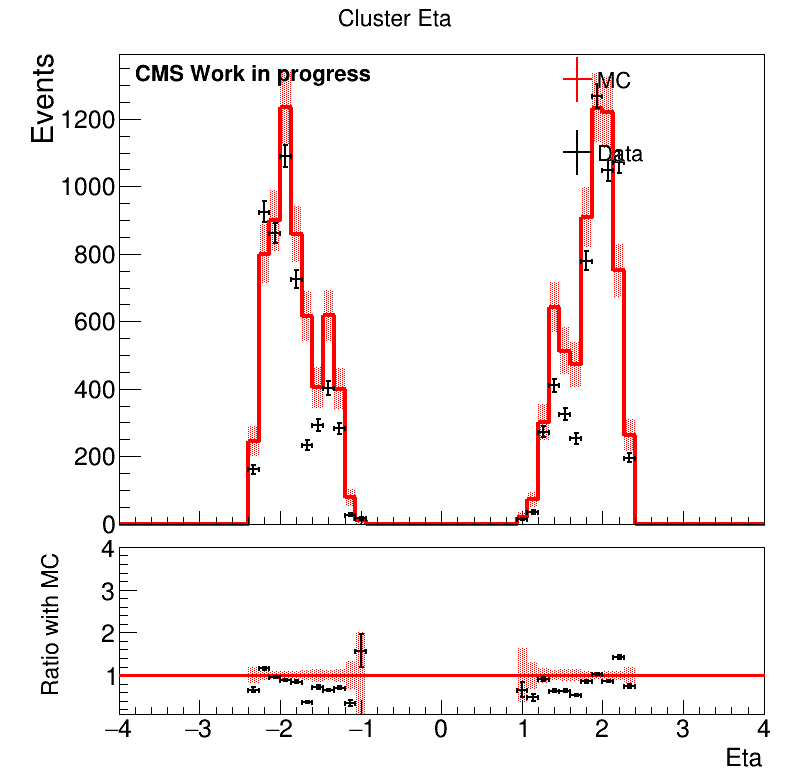 Cluster Eta
CMS Work in progress
MC
Data
Events
1200
1000
800
600
400
200
0
Ratio with MC
4
3
2
1
−4 −3 −2 −1 0 1 2 3 4
Eta